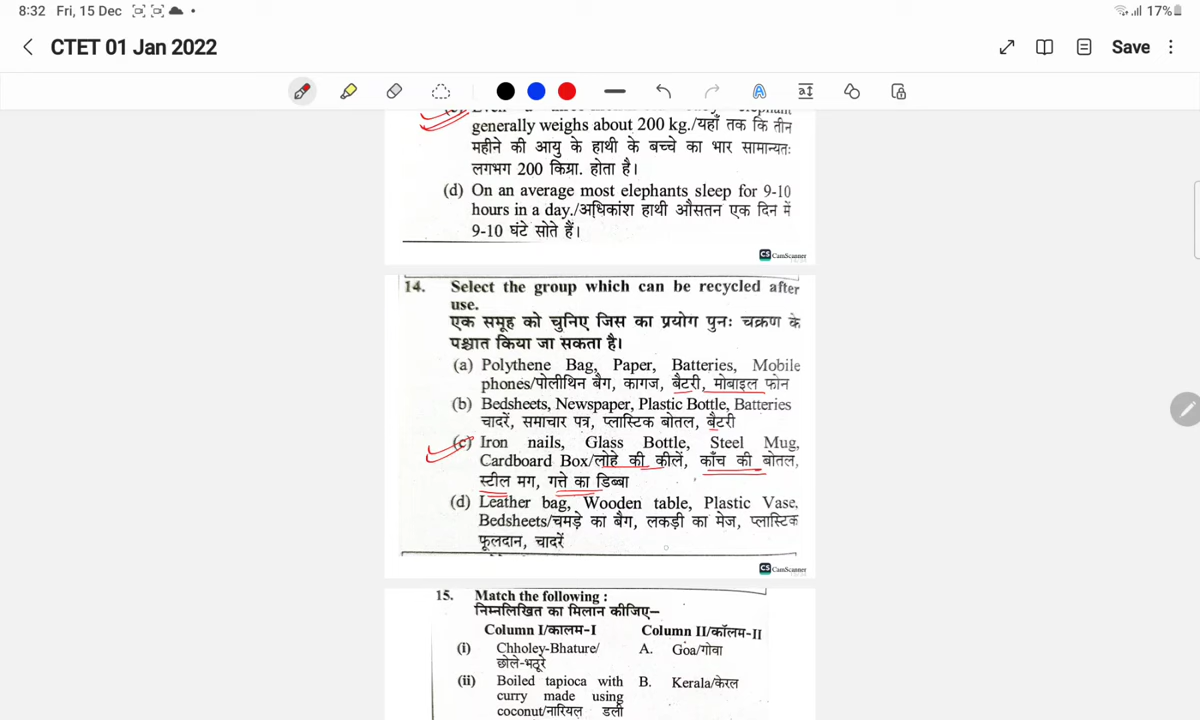 8:32 Fri, 15 Dec
17%
CTET 01 Jan 2022
Save
generally weighs about 200 kg./यहाँ तक कि तीन
महीने की आयु के हाथी के बच्चे का भार सामान्यतः
लगभग 200 किग्रा. होता है।
(d) On an average most elephants sleep for 9-10
hours in a day./अधिकांश हाथी औसतन एक दिन में
9-10 घंटे सोते हैं।
CS CamScanner
14. Select the group which can be recycled after
use.
एक समूह को चुनिए जिस का प्रयोग पुनः चक्रण के
पश्चात किया जा सकता है।
(a) Polythene Bag, Paper, Batteries, Mobile
phones/पोलीथिन बैग, कागज, बैटरी, मोबाइल फोन
(b) Bedsheets, Newspaper, Plastic Bottle, Batteries
चादरें, समाचार पत्र, प्लास्टिक बोतल, बैटरी
(c) Iron nails, Glass Bottle, Steel Mug,
Cardboard Box/लोहे की कीलें, काँच की बोतल,
स्टील मग, गत्ते का डिब्बा
(d) Leather bag, Wooden table, Plastic Vase,
Bedsheets/चमड़े का बैग, लकड़ी का मेज, प्लास्टिक
फूलदान, चादरें
CS CamScanner
15. Match the following :
निम्नलिखित का मिलान कीजिए–
Column I/कालम-I Column II/कॉलम-II
(i) Chholey-Bhature/ A. Goa/गोवा
छोले-भठूरे
(ii) Boiled tapioca with B. Kerala/केरल
curry made using
coconut/नारियल डली